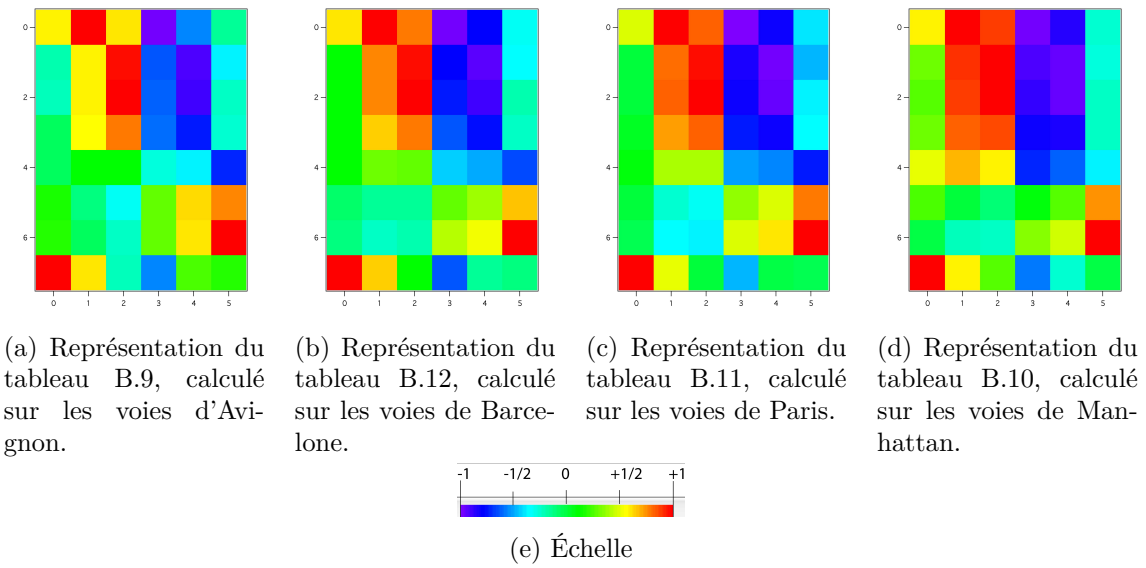 0
2
4
6
0 1 2 3 4 5
0
2
4
6
0 1 2 3 4 5
0
2
4
6
0 1 2 3 4 5
0
2
4
6
0 1 2 3 4 5
(a) Représentation du
tableau B.9, calculé
sur les voies d'Avi-
gnon.
(b) Représentation du
tableau B.12, calculé
sur les voies de Barce-
lone.
(c) Représentation du
tableau B.11, calculé
sur les voies de Paris.
(d) Représentation du
tableau B.10, calculé
sur les voies de Man-
hattan.
-1 -1/2 0 +1/2 +1
(e) Échelle